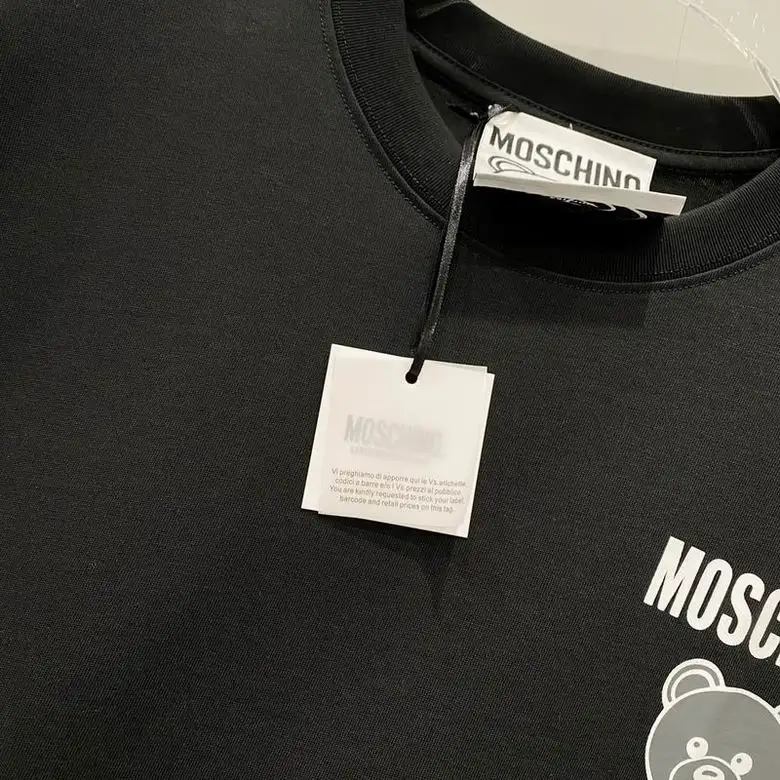 MOSCHINO
MOSCHINO
Vi preghiamo di apporre qui le Vs. etichette,
codici a barre e/o i Vs prezzi al pubblico.
You are kindly requested to stick your label,
barcode and retail prices on this tag.
MOSC